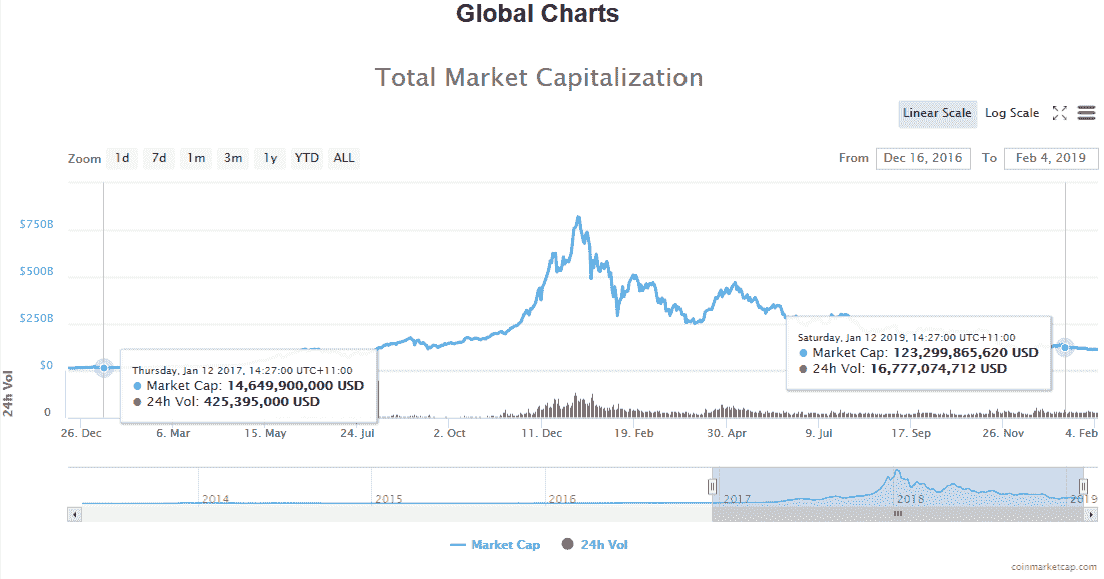 Global Charts
Total Market Capitalization
Linear Scale Log Scale
Zoom 1d 7d 1m 3m 1y YTD ALL From Dec 16, 2016 To Feb 4, 2019
$750B
$500B
$250B
$0
24h Vol
0
Thursday, Jan 12 2017, 14:27:00 UTC+11:00
Market Cap: 14,649,900,000 USD
24h Vol: 425,395,000 USD
Saturday, Jan 12 2019, 14:27:00 UTC+11:00
Market Cap: 123,299,865,620 USD
24h Vol: 16,777,074,712 USD
26. Dec 6. Mar 15. May 24. Jul 2. Oct 11. Dec 19. Feb 30. Apr 9. Jul 17. Sep 26. Nov 4. Feb
2014 2015 2016 2017 2018 2019
Market Cap 24h Vol
coinmarketcap.com